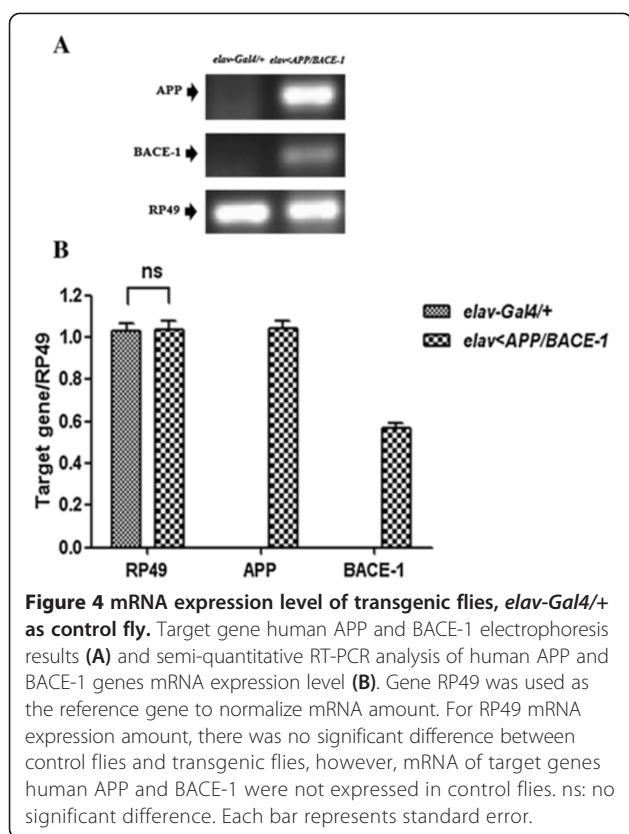 A
elav-Gal4/+ elav<APP/BACE-1
APP
BACE-1
RP49
B
ns
1.2
1.0
0.8
0.6
0.4
0.2
0.0
Target gene/RP49
RP49 APP BACE-1
elav-Gal4/+
elav<APP/BACE-1
Figure 4 mRNA expression level of transgenic flies, elav-Gal4/+
as control fly. Target gene human APP and BACE-1 electrophoresis
results (A) and semi-quantitative RT-PCR analysis of human APP and
BACE-1 genes mRNA expression level (B). Gene RP49 was used as
the reference gene to normalize mRNA amount. For RP49 mRNA
expression amount, there was no significant difference between
control flies and transgenic flies, however, mRNA of target genes
human APP and BACE-1 were not expressed in control flies. ns: no
significant difference. Each bar represents standard error.